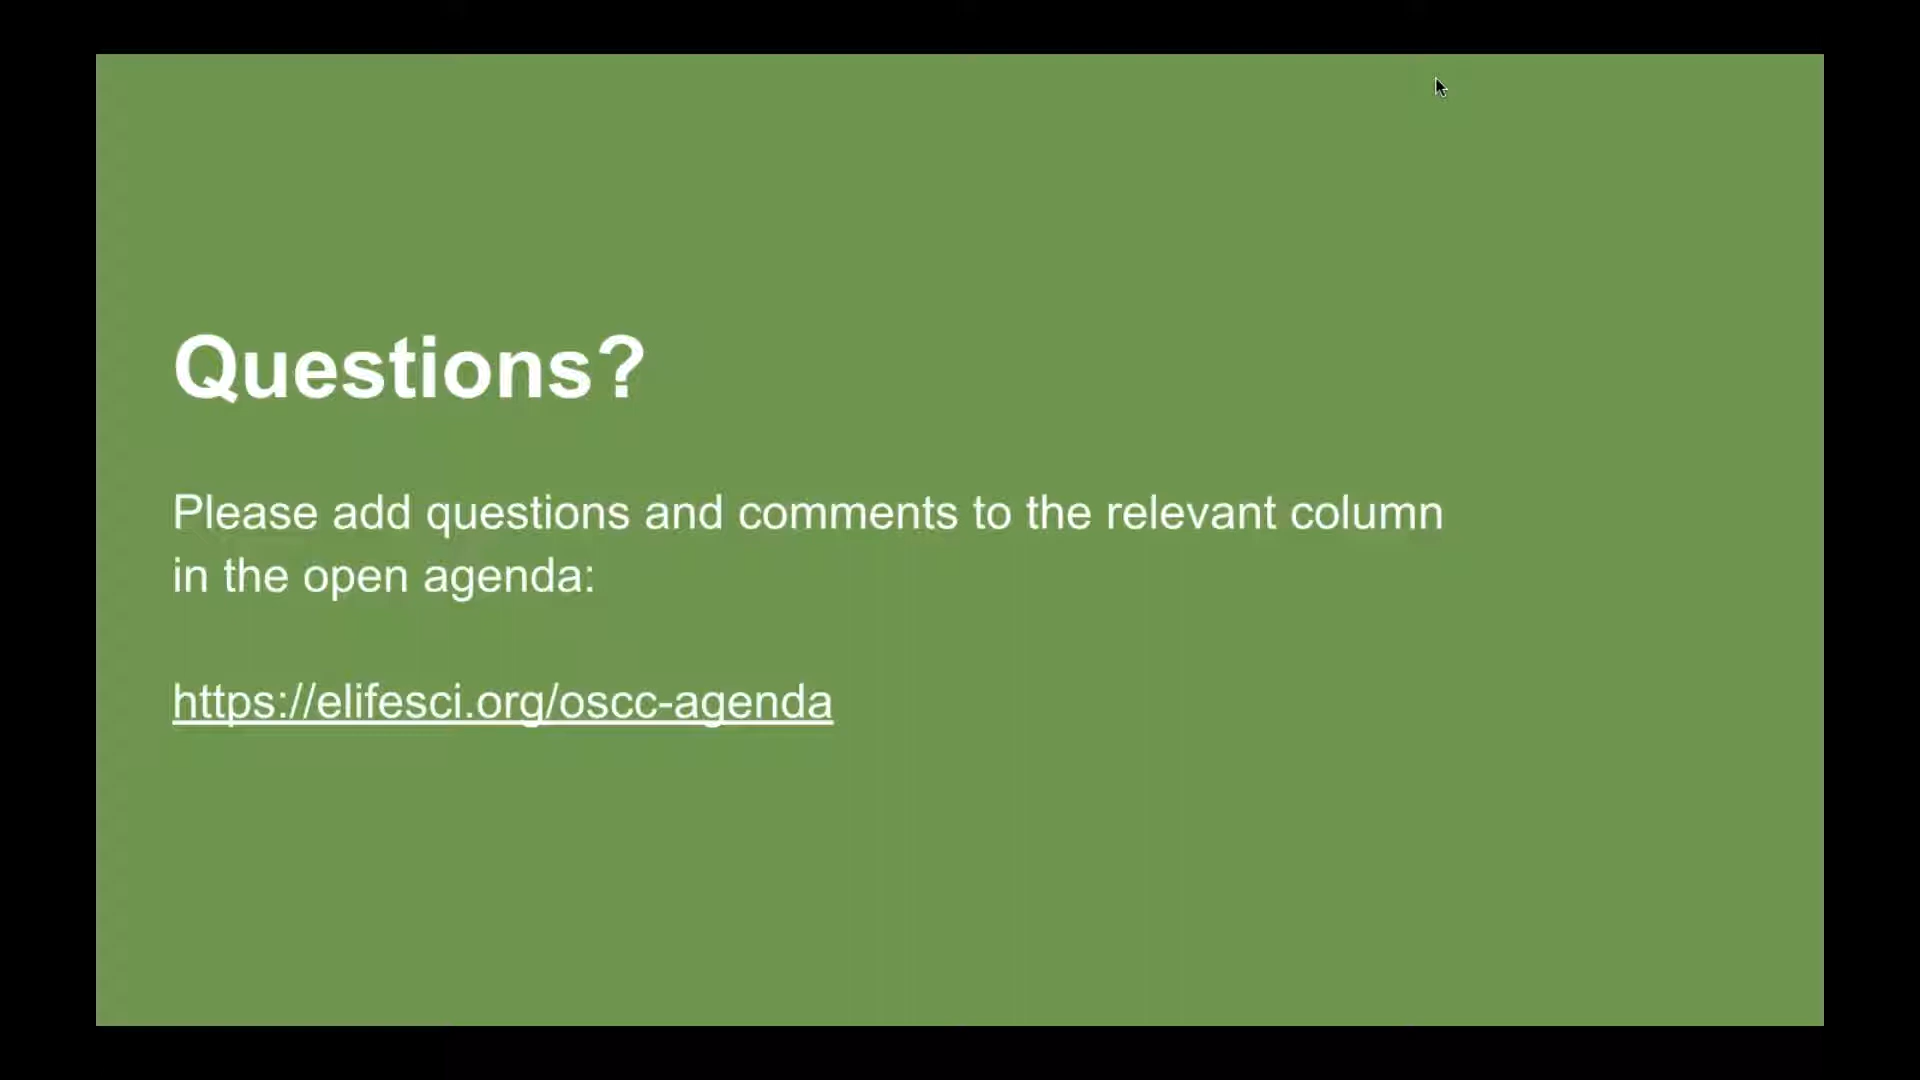 Questions?
Please add questions and comments to the relevant column
in the open agenda:
https://elifesci.org/oscc-agenda